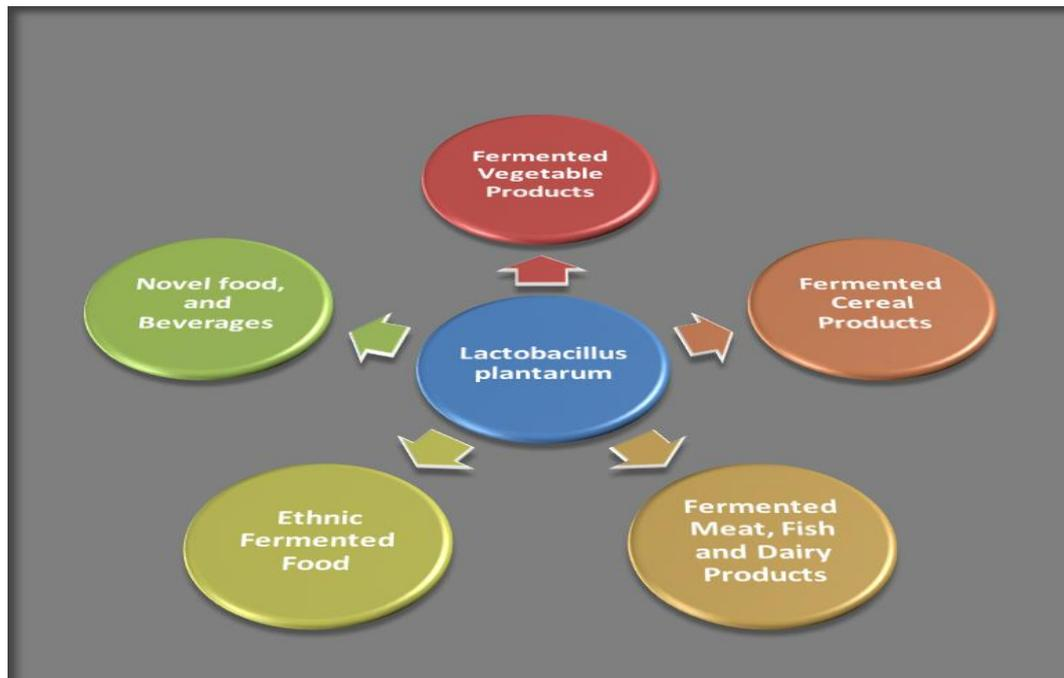 Fermented
Vegetable
Products
Novel food,
and
Beverages
Fermented
Cereal
Products
Lactobacillus
plantarum
Ethnic
Fermented
Food
Fermented
Meat, Fish
and Dairy
Products